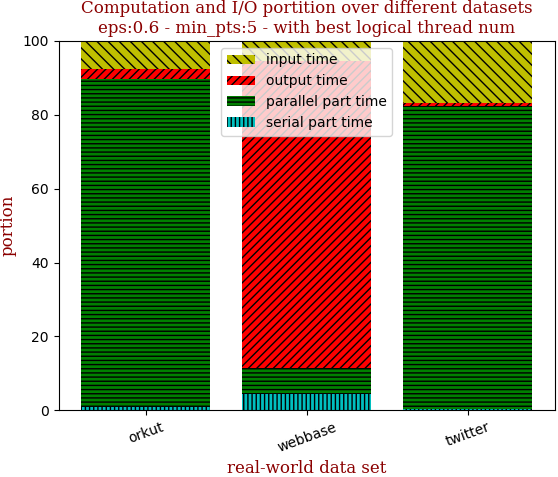 Computation and I/O portition over different datasets
eps:0.6 - min_pts:5 - with best logical thread num
100
80
60
40
20
0
portion
input time
output time
parallel part time
serial part time
orkut
webbase
twitter
real-world data set